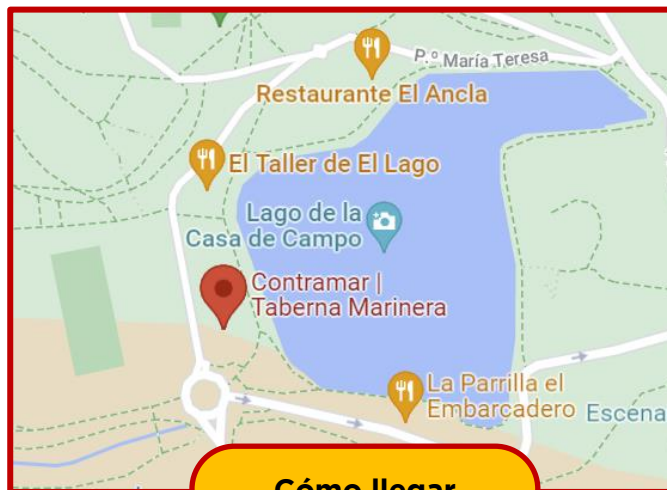 P.º María Teresa
Restaurante El Ancla
El Taller de El Lago
Lago de la
Casa de Campo
Contramar |
Taberna Marinera
La Parrilla el
Embarcadero
Escena
Cómo llegar